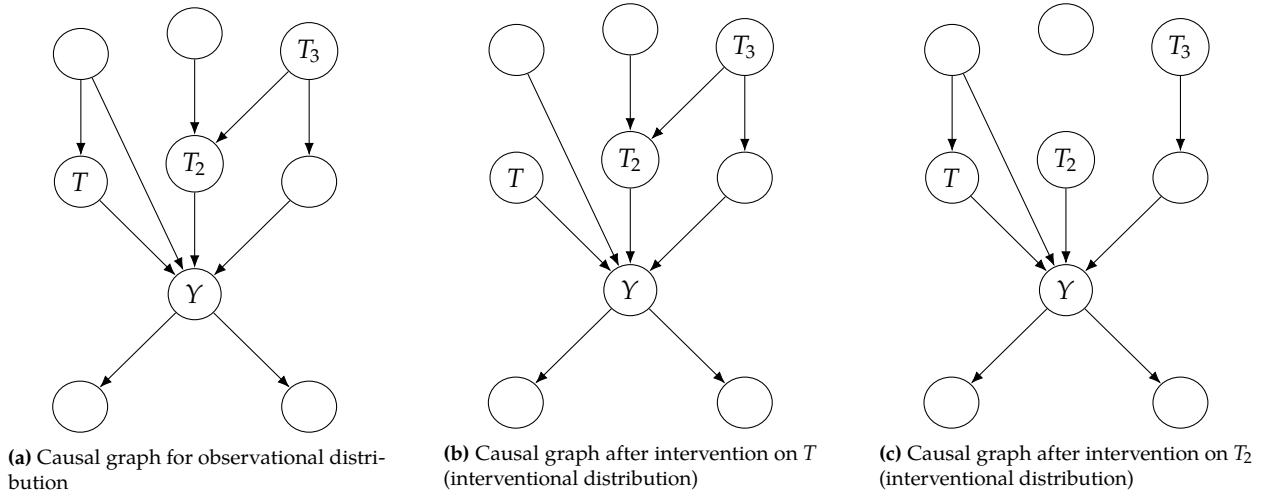 T₃
T
T₂
Y
(a) Causal graph for observational distri-
bution
T₃
T
T₂
Y
(b) Causal graph after intervention on T
(interventional distribution)
T₃
T
T₂
Y
(c) Causal graph after intervention on T₂
(interventional distribution)